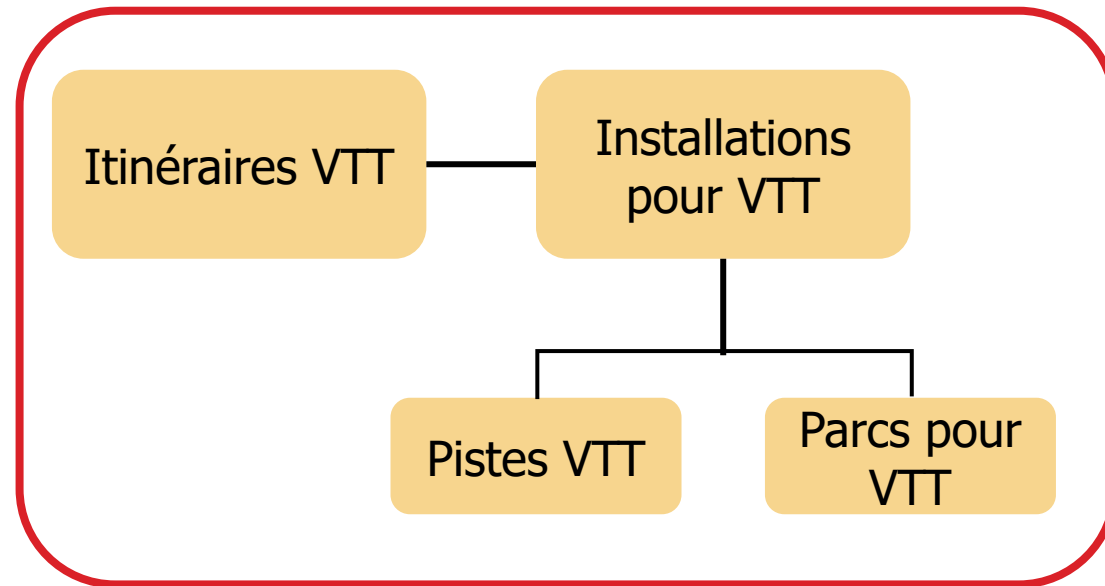 Itinéraires VTT
Installations
pour VTT
Pistes VTT
Parcs pour
VTT